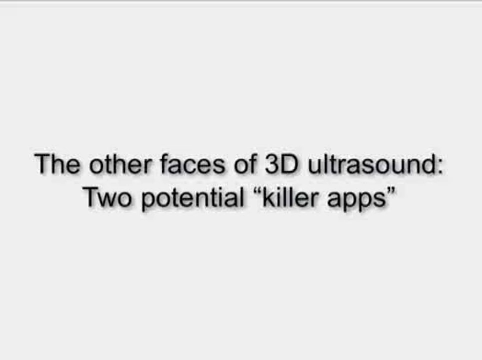 The other faces of 3D ultrasound:
Two potential “killer apps”